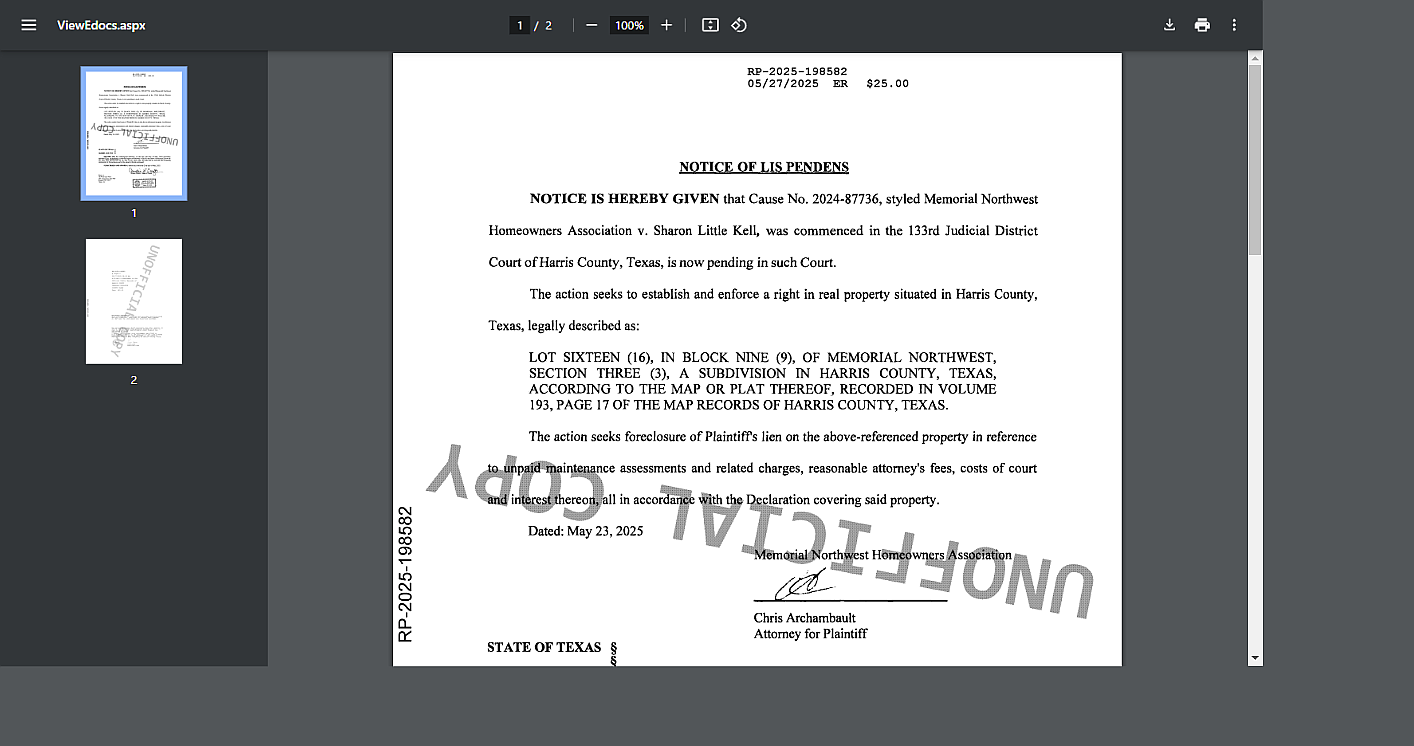 ViewEdocs.aspx
1 / 2
100%
1
2
RP-2025-198582
05/27/2025 ER $25.00
NOTICE OF LIS PENDENS
NOTICE IS HEREBY GIVEN that Cause No. 2024-87736, styled Memorial Northwest
Homeowners Association v. Sharon Little Kell, was commenced in the 133rd Judicial District
Court of Harris County, Texas, is now pending in such Court.
The action seeks to establish and enforce a right in real property situated in Harris County,
Texas, legally described as:
LOT SIXTEEN (16), IN BLOCK NINE (9), OF MEMORIAL NORTHWEST,
SECTION THREE (3), A SUBDIVISION IN HARRIS COUNTY, TEXAS,
ACCORDING TO THE MAP OR PLAT THEREOF, RECORDED IN VOLUME
193, PAGE 17 OF THE MAP RECORDS OF HARRIS COUNTY, TEXAS.
The action seeks foreclosure of Plaintiff's lien on the above-referenced property in reference
to unpaid maintenance assessments and related charges, reasonable attorney's fees, costs of court
and interest thereon, all in accordance with the Declaration covering said property.
Dated: May 23, 2025
Memorial Northwest Homeowners Association
Chris Archambault
Attorney for Plaintiff
STATE OF TEXAS §
§
RP-2025-198582
UNOFFICIAL COPY